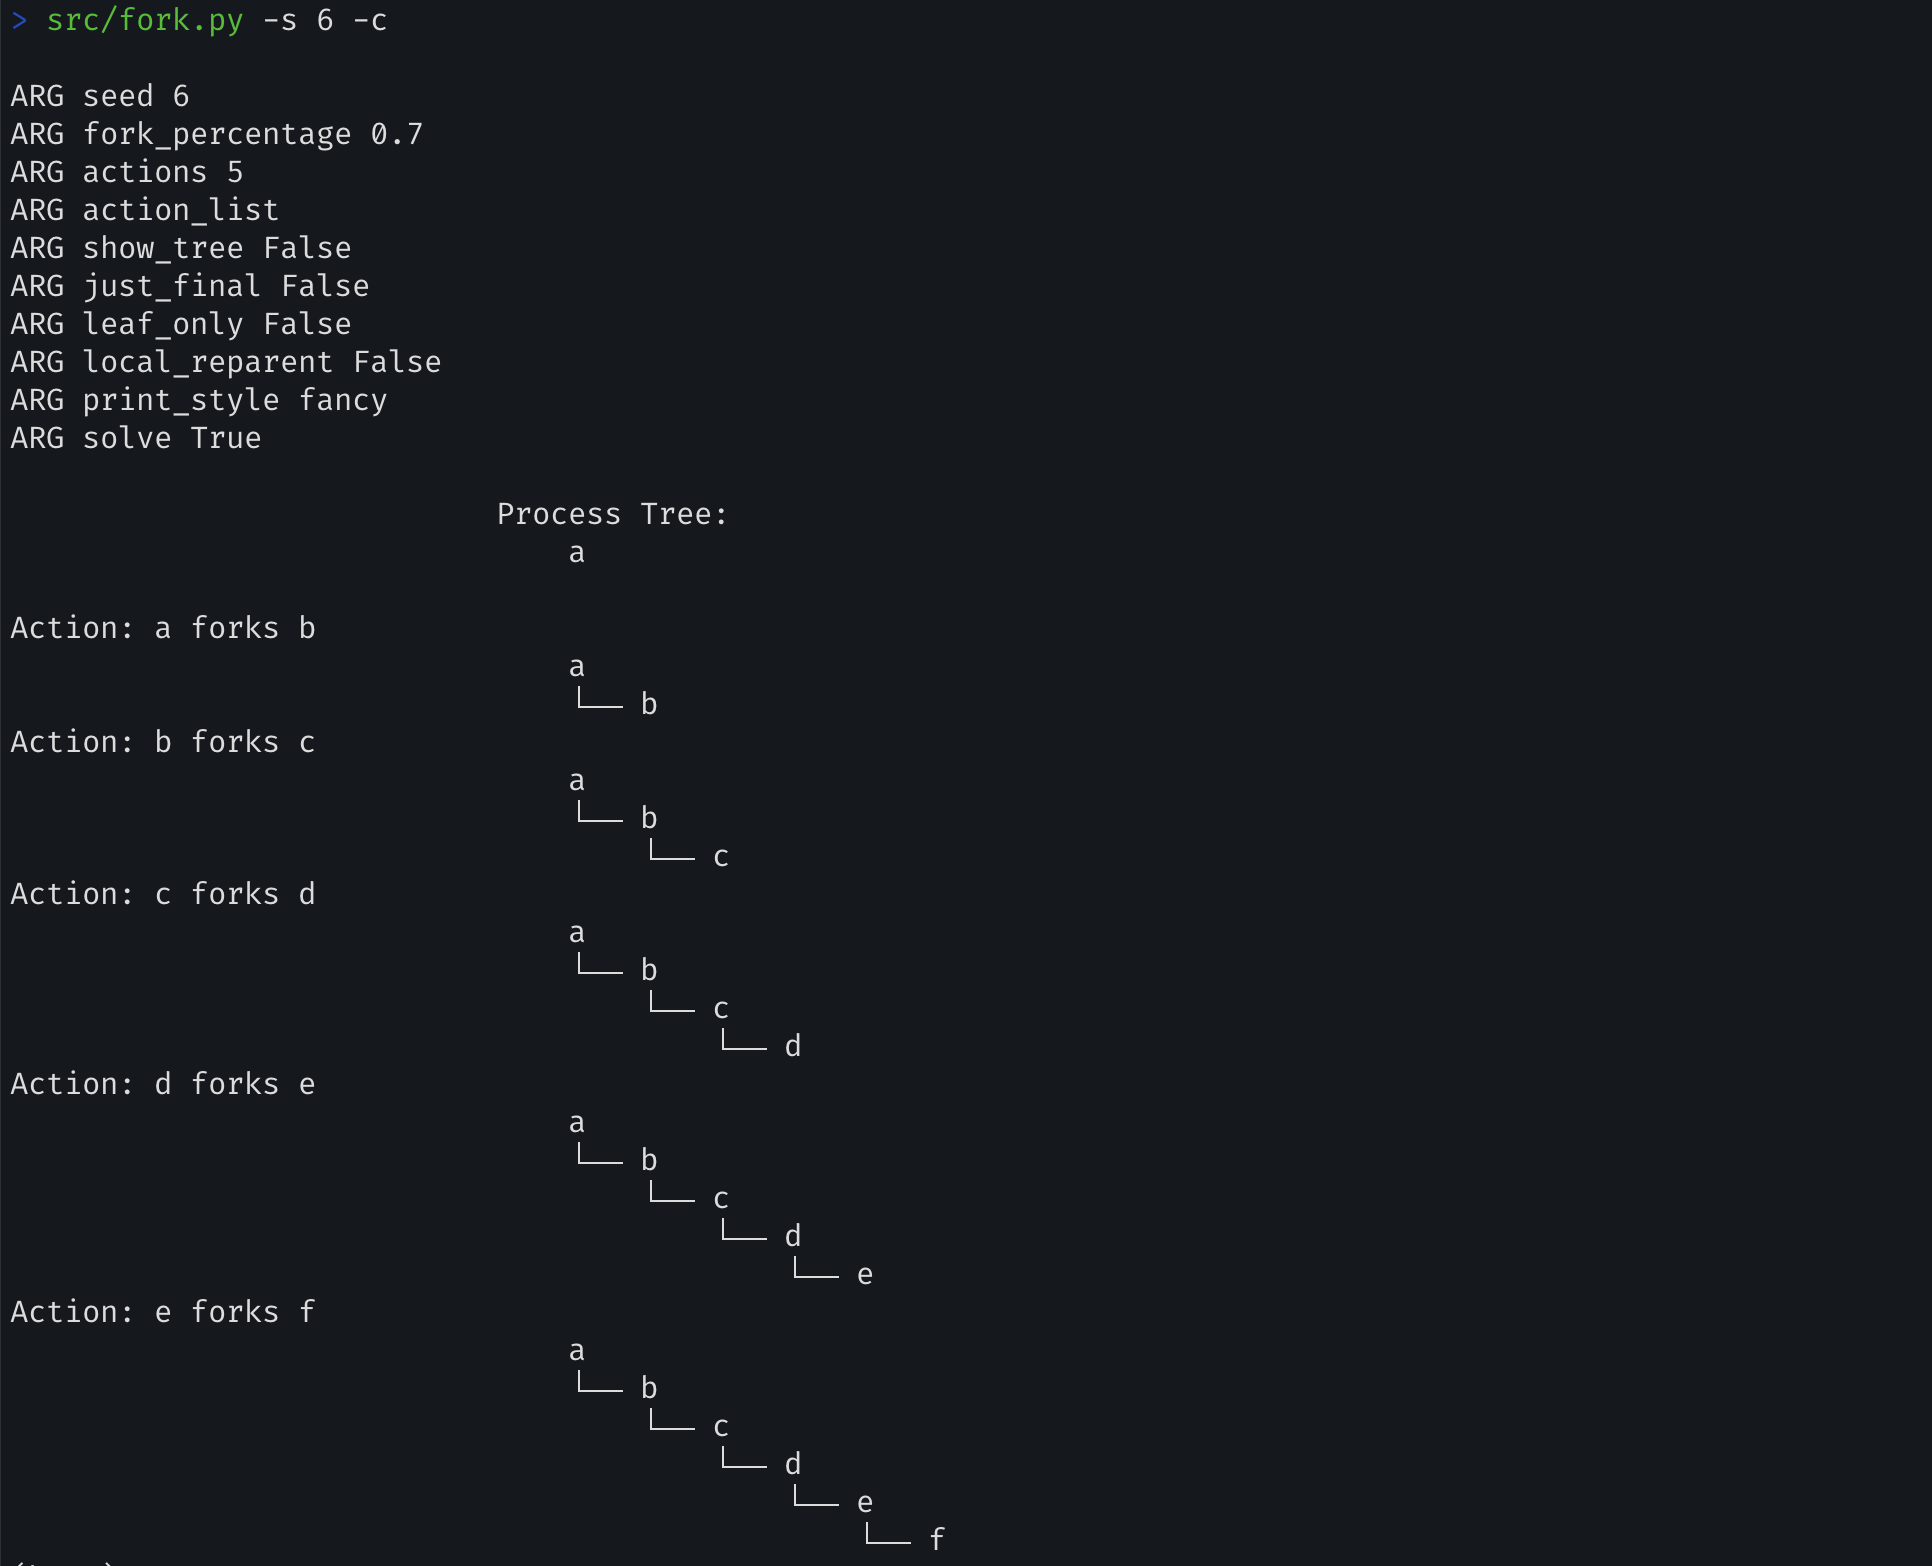 > src/fork.py -s 6 -c
ARG seed 6
ARG fork_percentage 0.7
ARG actions 5
ARG action_list
ARG show_tree False
ARG just_final False
ARG leaf_only False
ARG local_reparent False
ARG print_style fancy
ARG solve True
Process Tree:
a
Action: a forks b
a
└── b
Action: b forks c
a
└── b
└── c
Action: c forks d
a
└── b
└── c
└── d
Action: d forks e
a
└── b
└── c
└── d
└── e
Action: e forks f
a
└── b
└── c
└── d
└── e
└── f